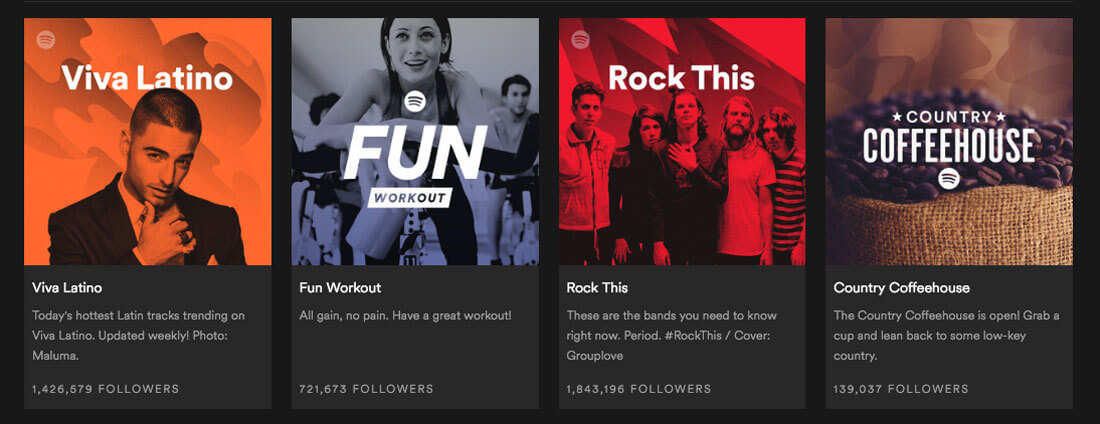 Viva Latino
FUN
WORKOUT
Rock This
★ COUNTRY ★
COFFEEHOUSE
Viva Latino
Today's hottest Latin tracks trending on
Viva Latino. Updated weekly! Photo:
Maluma.
1,426,579 FOLLOWERS
Fun Workout
All gain, no pain. Have a great workout!
721,673 FOLLOWERS
Rock This
These are the bands you need to know
right now. Period. #RockThis / Cover:
Grouplove
1,843,196 FOLLOWERS
Country Coffeehouse
The Country Coffeehouse is open! Grab a
cup and lean back to some low-key
country.
139,037 FOLLOWERS